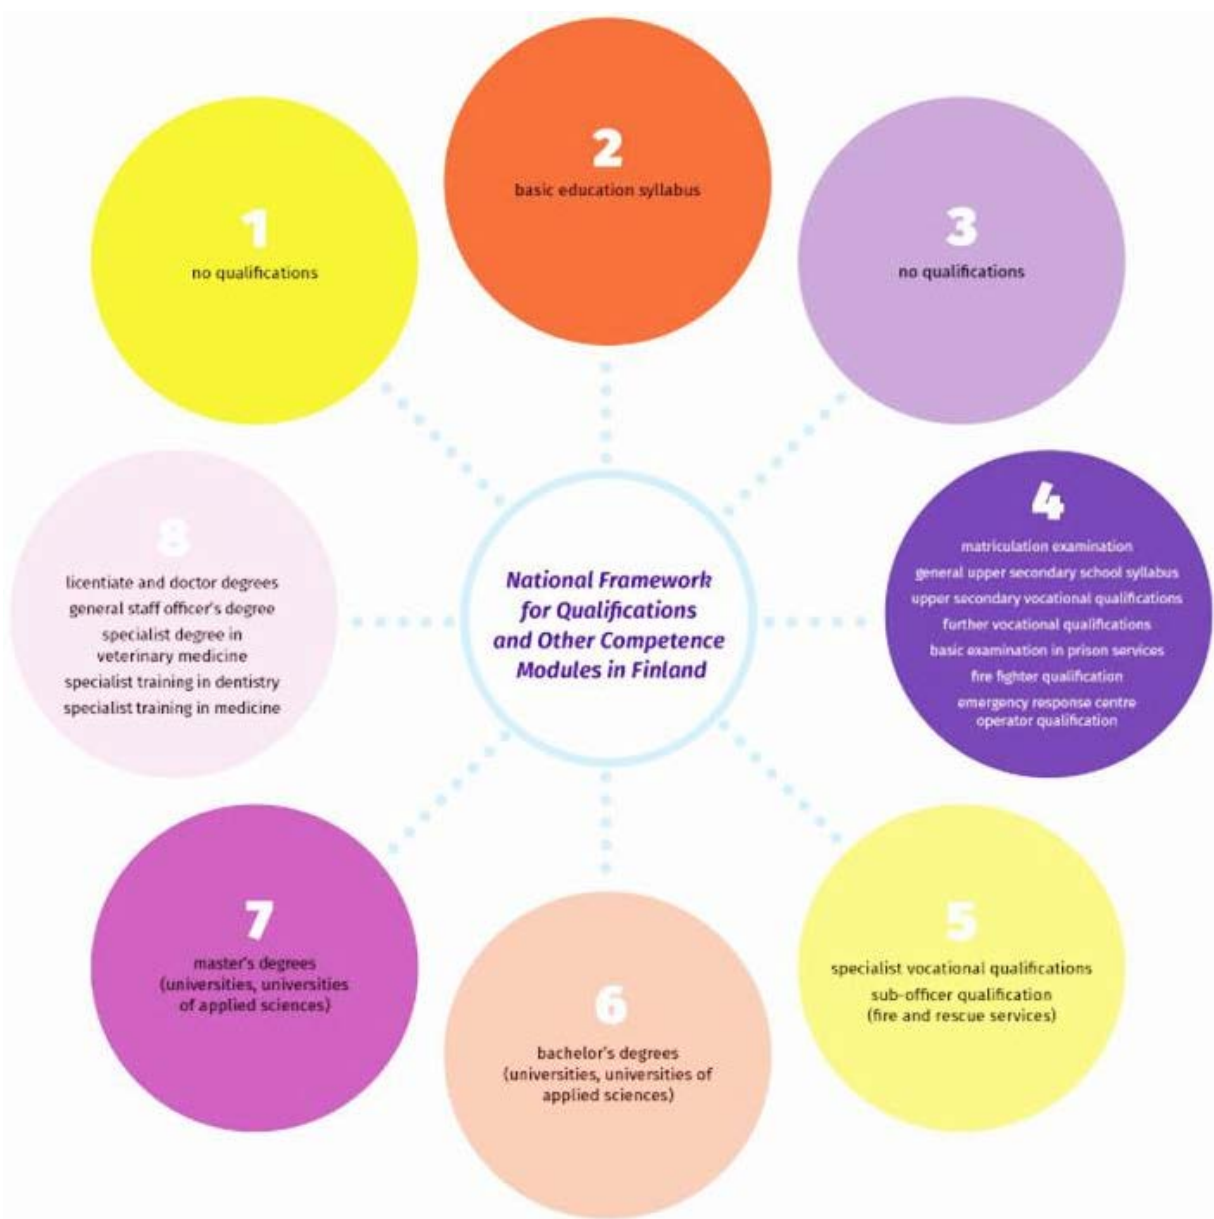 1
no qualifications
2
basic education syllabus
3
no qualifications
4
matriculation examination
general upper secondary school syllabus
upper secondary vocational qualifications
further vocational qualifications
basic examination in prison services
fire fighter qualification
emergency response centre
operator qualification
5
specialist vocational qualifications
sub-officer qualification
(fire and rescue services)
6
bachelor's degrees
(universities, universities of
applied sciences)
7
master's degrees
(universities, universities
of applied sciences)
8
licentiate and doctor degrees
general staff officer's degree
specialist degree in
veterinary medicine
specialist training in dentistry
specialist training in medicine
National Framework
for Qualifications
and Other Competence
Modules in Finland